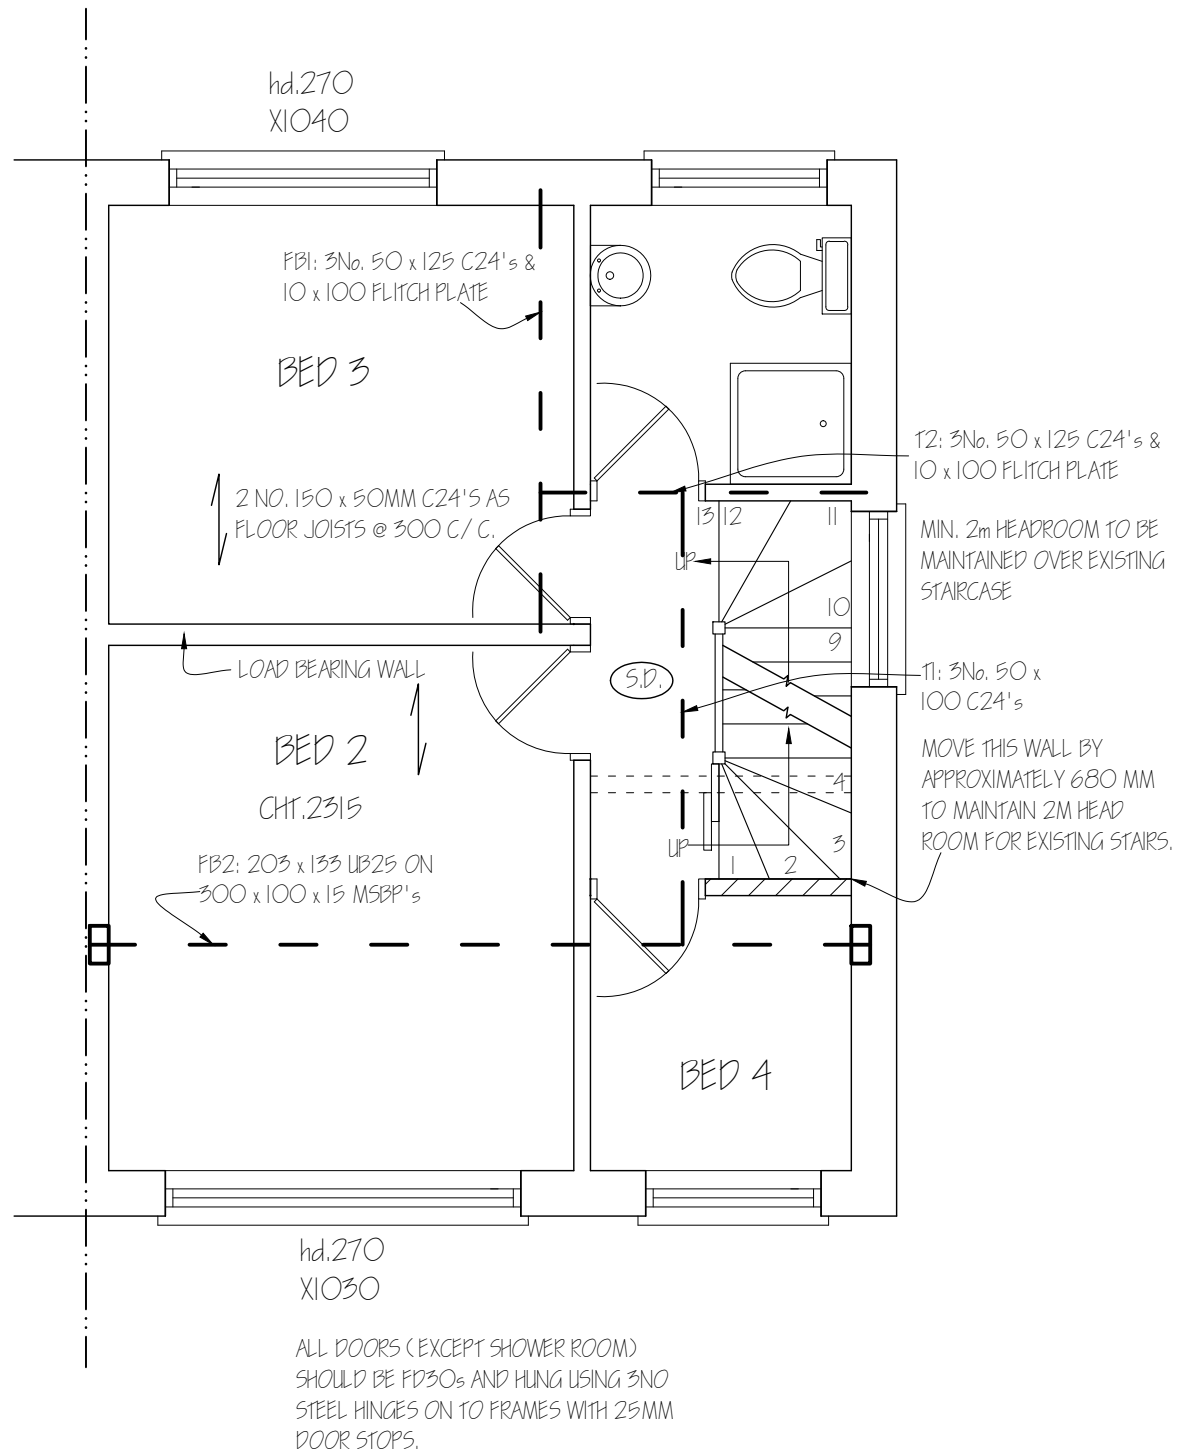 hd.270
X1040
FB1: 3No. 50 x 125 C24's &
10 x 100 FLITCH PLATE
BED 3
T2: 3No. 50 x 125 C24's &
10 x 100 FLITCH PLATE
2 NO. 150 x 50MM C24'S AS
FLOOR JOISTS @ 300 C/ C.
13 12 11
MIN. 2m HEADROOM TO BE
MAINTAINED OVER EXISTING
STAIRCASE
UP
10
9
LOAD BEARING WALL
S.D.
T1: 3No. 50 x
100 C24's
BED 2
CHT.2315
MOVE THIS WALL BY
APPROXIMATELY 680 MM
TO MAINTAIN 2M HEAD
ROOM FOR EXISTING STAIRS.
4
3
UP
1 2
FB2: 203 x 133 UB25 ON
300 x 100 x 15 MSBP's
BED 4
hd.270
X1030
ALL DOORS (EXCEPT SHOWER ROOM)
SHOULD BE FD30s AND HUNG USING 3NO
STEEL HINGES ON TO FRAMES WITH 25MM
DOOR STOPS.